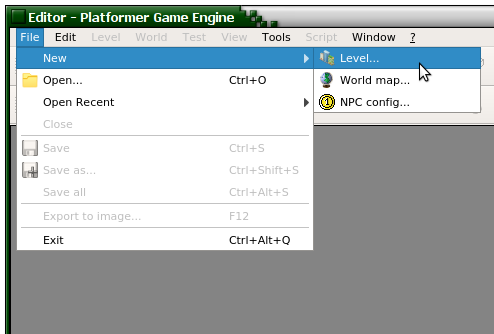 Editor - Platformer Game Engine
File Edit Level World Test View Tools Script Window ?
New
Level...
Open... Ctrl+O
World map...
Open Recent
NPC config...
Close
Save Ctrl+S
Save as... Ctrl+Shift+S
Save all Ctrl+Alt+S
Export to image... F12
Exit Ctrl+Alt+Q